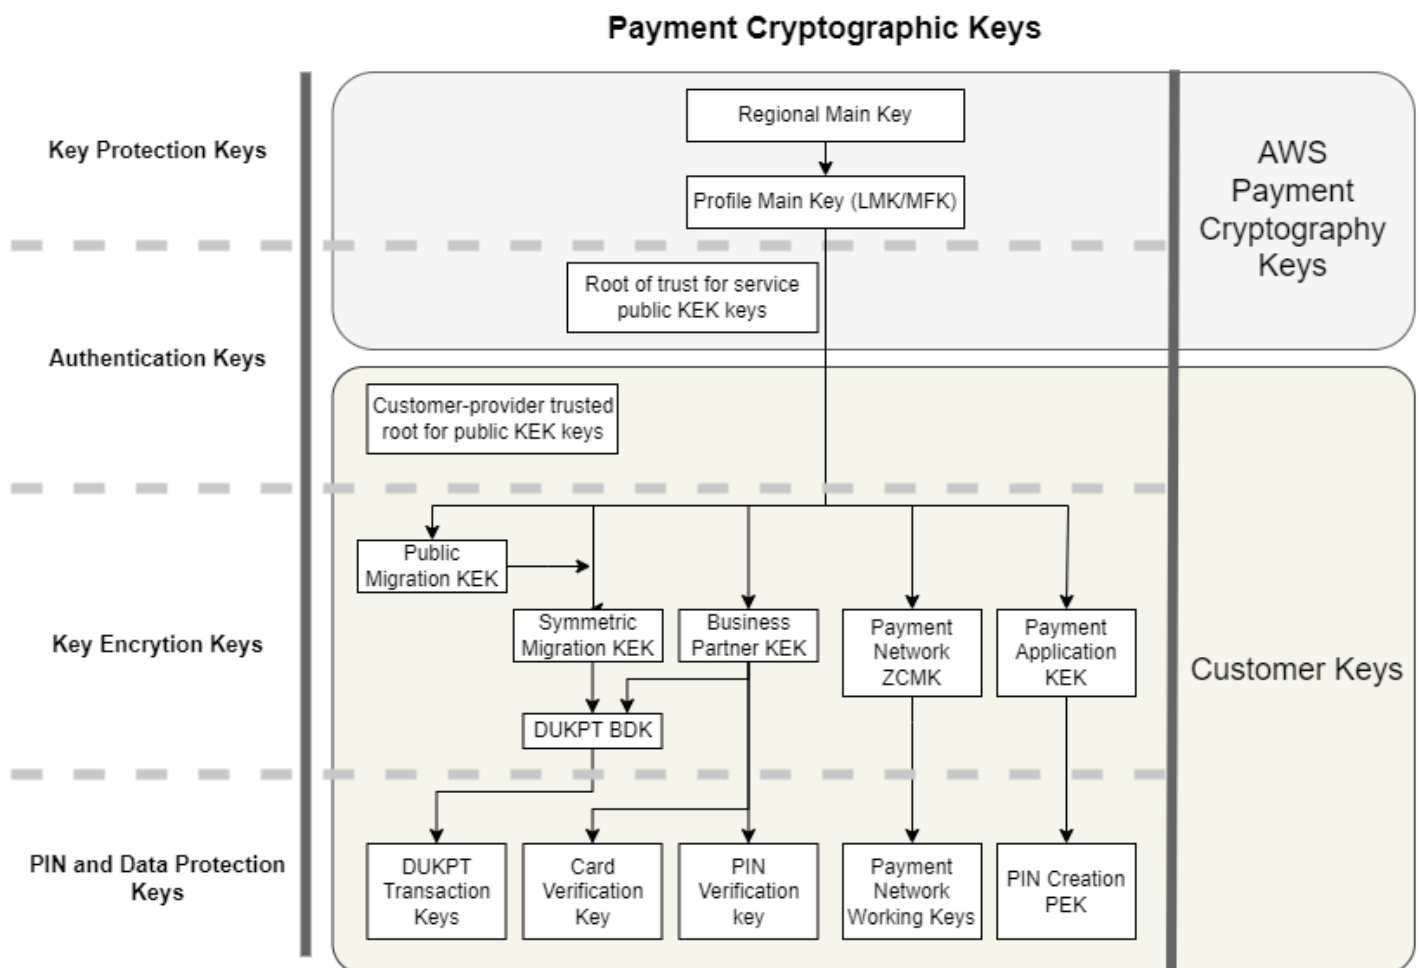 Payment Cryptographic Keys
Key Protection Keys
Regional Main Key
Profile Main Key (LMK/MFK)
AWS
Payment
Cryptography
Keys
Root of trust for service
public KEK keys
Authentication Keys
Customer-provider trusted
root for public KEK keys
Key Encrytion Keys
Public
Migration KEK
Symmetric
Migration KEK
Business
Partner KEK
Payment
Network
ZCMK
Payment
Application
KEK
Customer Keys
DUKPT BDK
PIN and Data Protection
Keys
DUKPT
Transaction
Keys
Card
Verification
Key
PIN
Verification
key
Payment
Network
Working Keys
PIN Creation
PEK